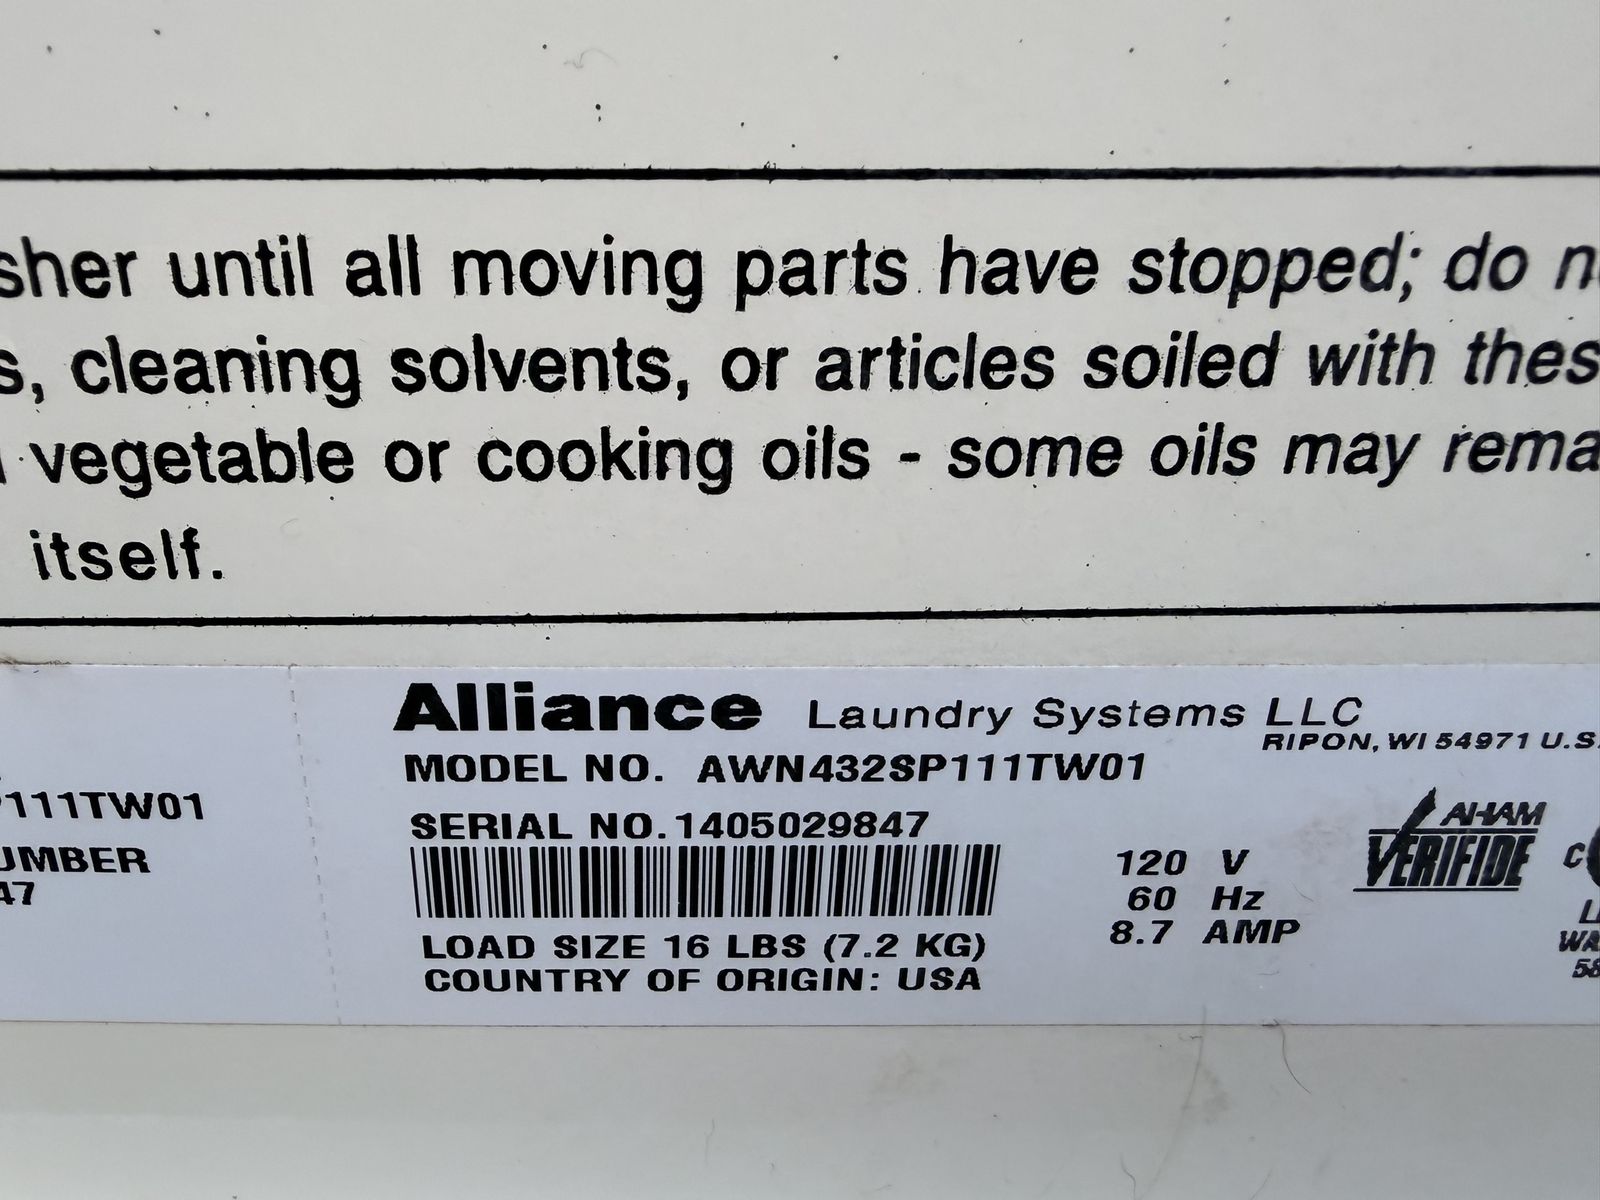 sher until all moving parts have stopped; do n
s, cleaning solvents, or articles soiled with thes
vegetable or cooking oils - some oils may rema
itself.
Alliance Laundry Systems LLC
RIPON, WI 54971 U.S.
MODEL NO. AWN432SP111TW01
P111TW01
SERIAL NO. 1405029847
UMBER
47
120 V
60 Hz
8.7 AMP
AHAM
VERIFIDE
C
LOAD SIZE 16 LBS (7.2 KG)
COUNTRY OF ORIGIN: USA
WA
58